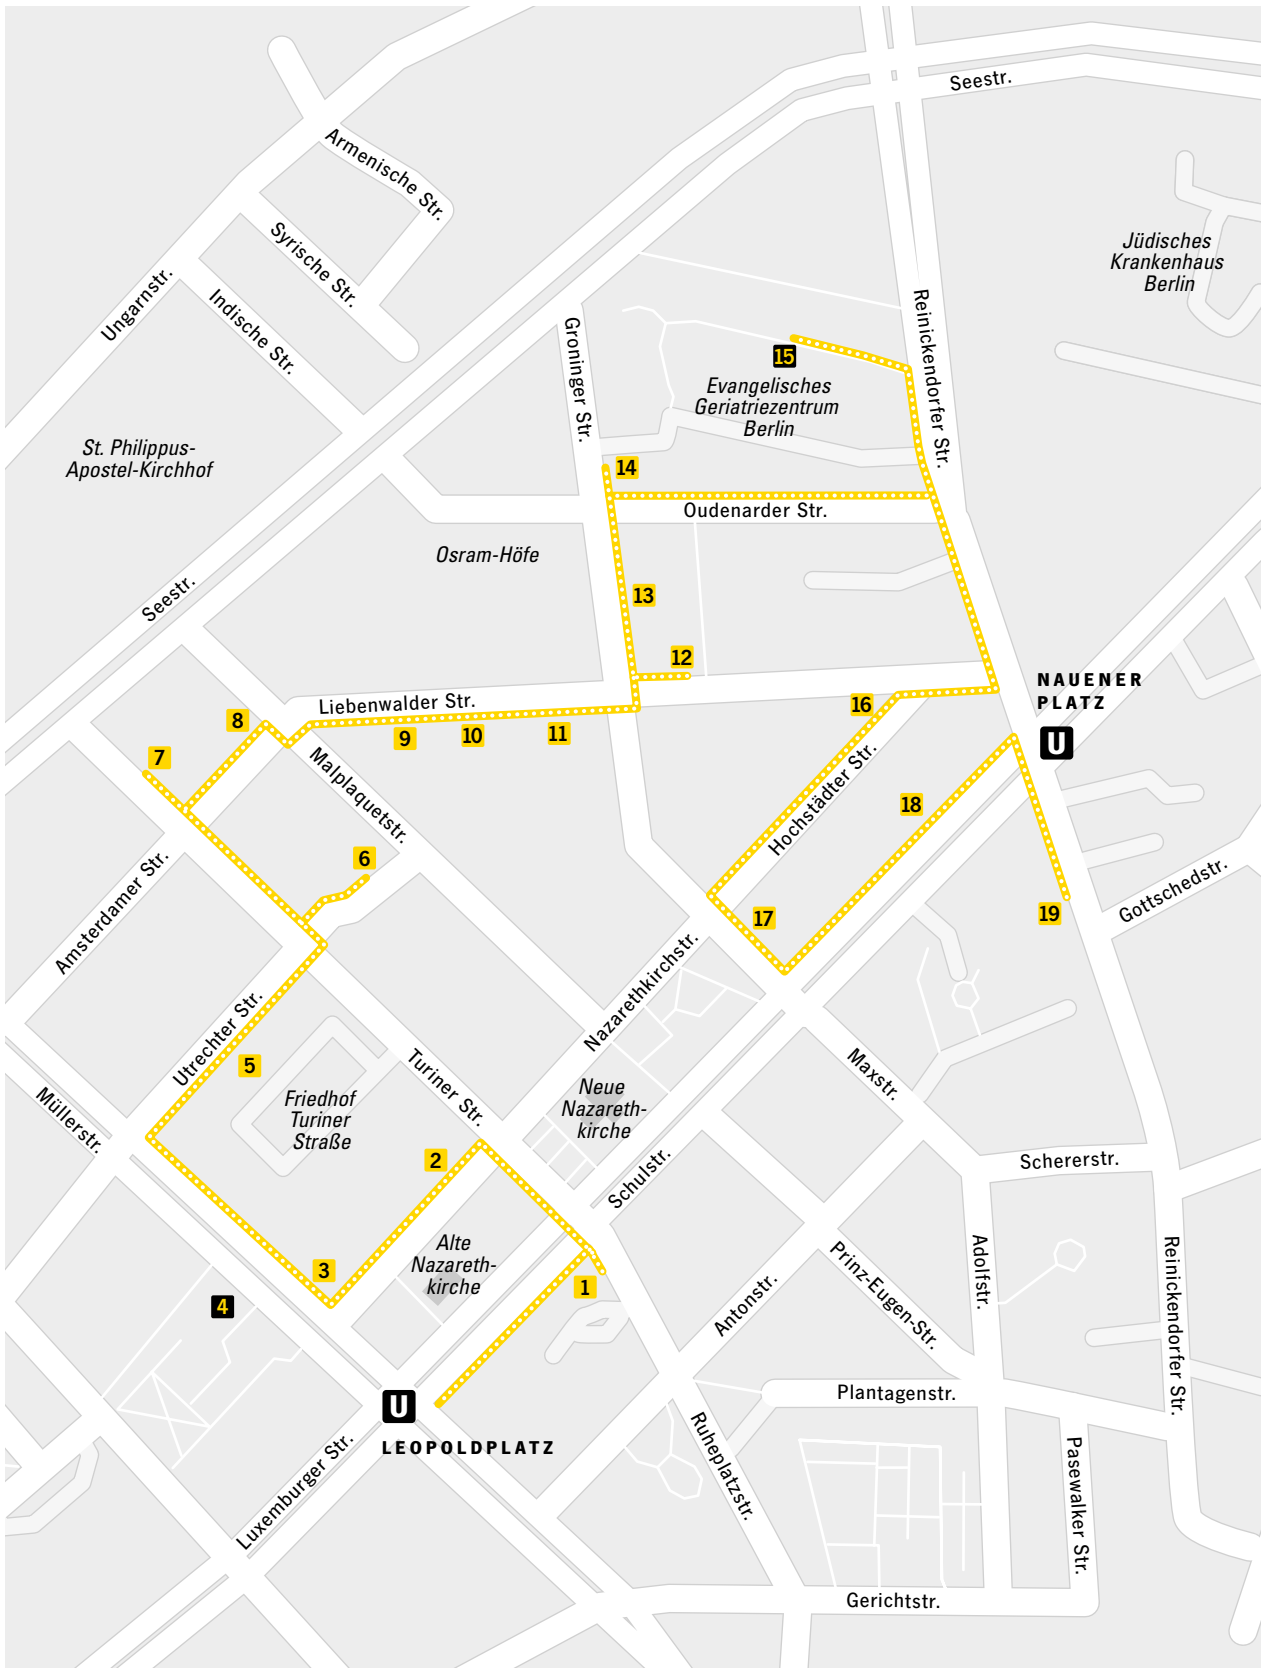 Seestr.
Armenische Str.
Syrische Str.
Jüdisches
Krankenhaus
Berlin
Ungarnstr.
Indische Str.
Groninger Str.
Reinickendorfer Str.
15
Evangelisches
Geriatriezentrum
Berlin
St. Philippus-
Apostel-Kirchhof
14
Oudenarder Str.
Osram-Höfe
Seestr.
13
12
NAUENER
PLATZ
U
Liebenwalder Str.
16
8
9
10
11
7
Malplaquetstr.
Hochstädter Str.
18
6
Amsterdamer Str.
17
19
Gottschedstr.
Nazarethkirchstr.
Utrechter Str.
5
Turiner Str.
Maxstr.
Müllerstr.
Friedhof
Turiner
Straße
Neue
Nazareth-
kirche
2
Schulstr.
Schererstr.
Alte
Nazareth-
kirche
3
1
4
Prinz-Eugen-Str.
Adolfstr.
Reinickendorfer Str.
Antonstr.
U
LEOPOLDPLATZ
Plantagenstr.
Ruheplatzstr.
Pasewalker Str.
Luxemburger Str.
Gerichtstr.